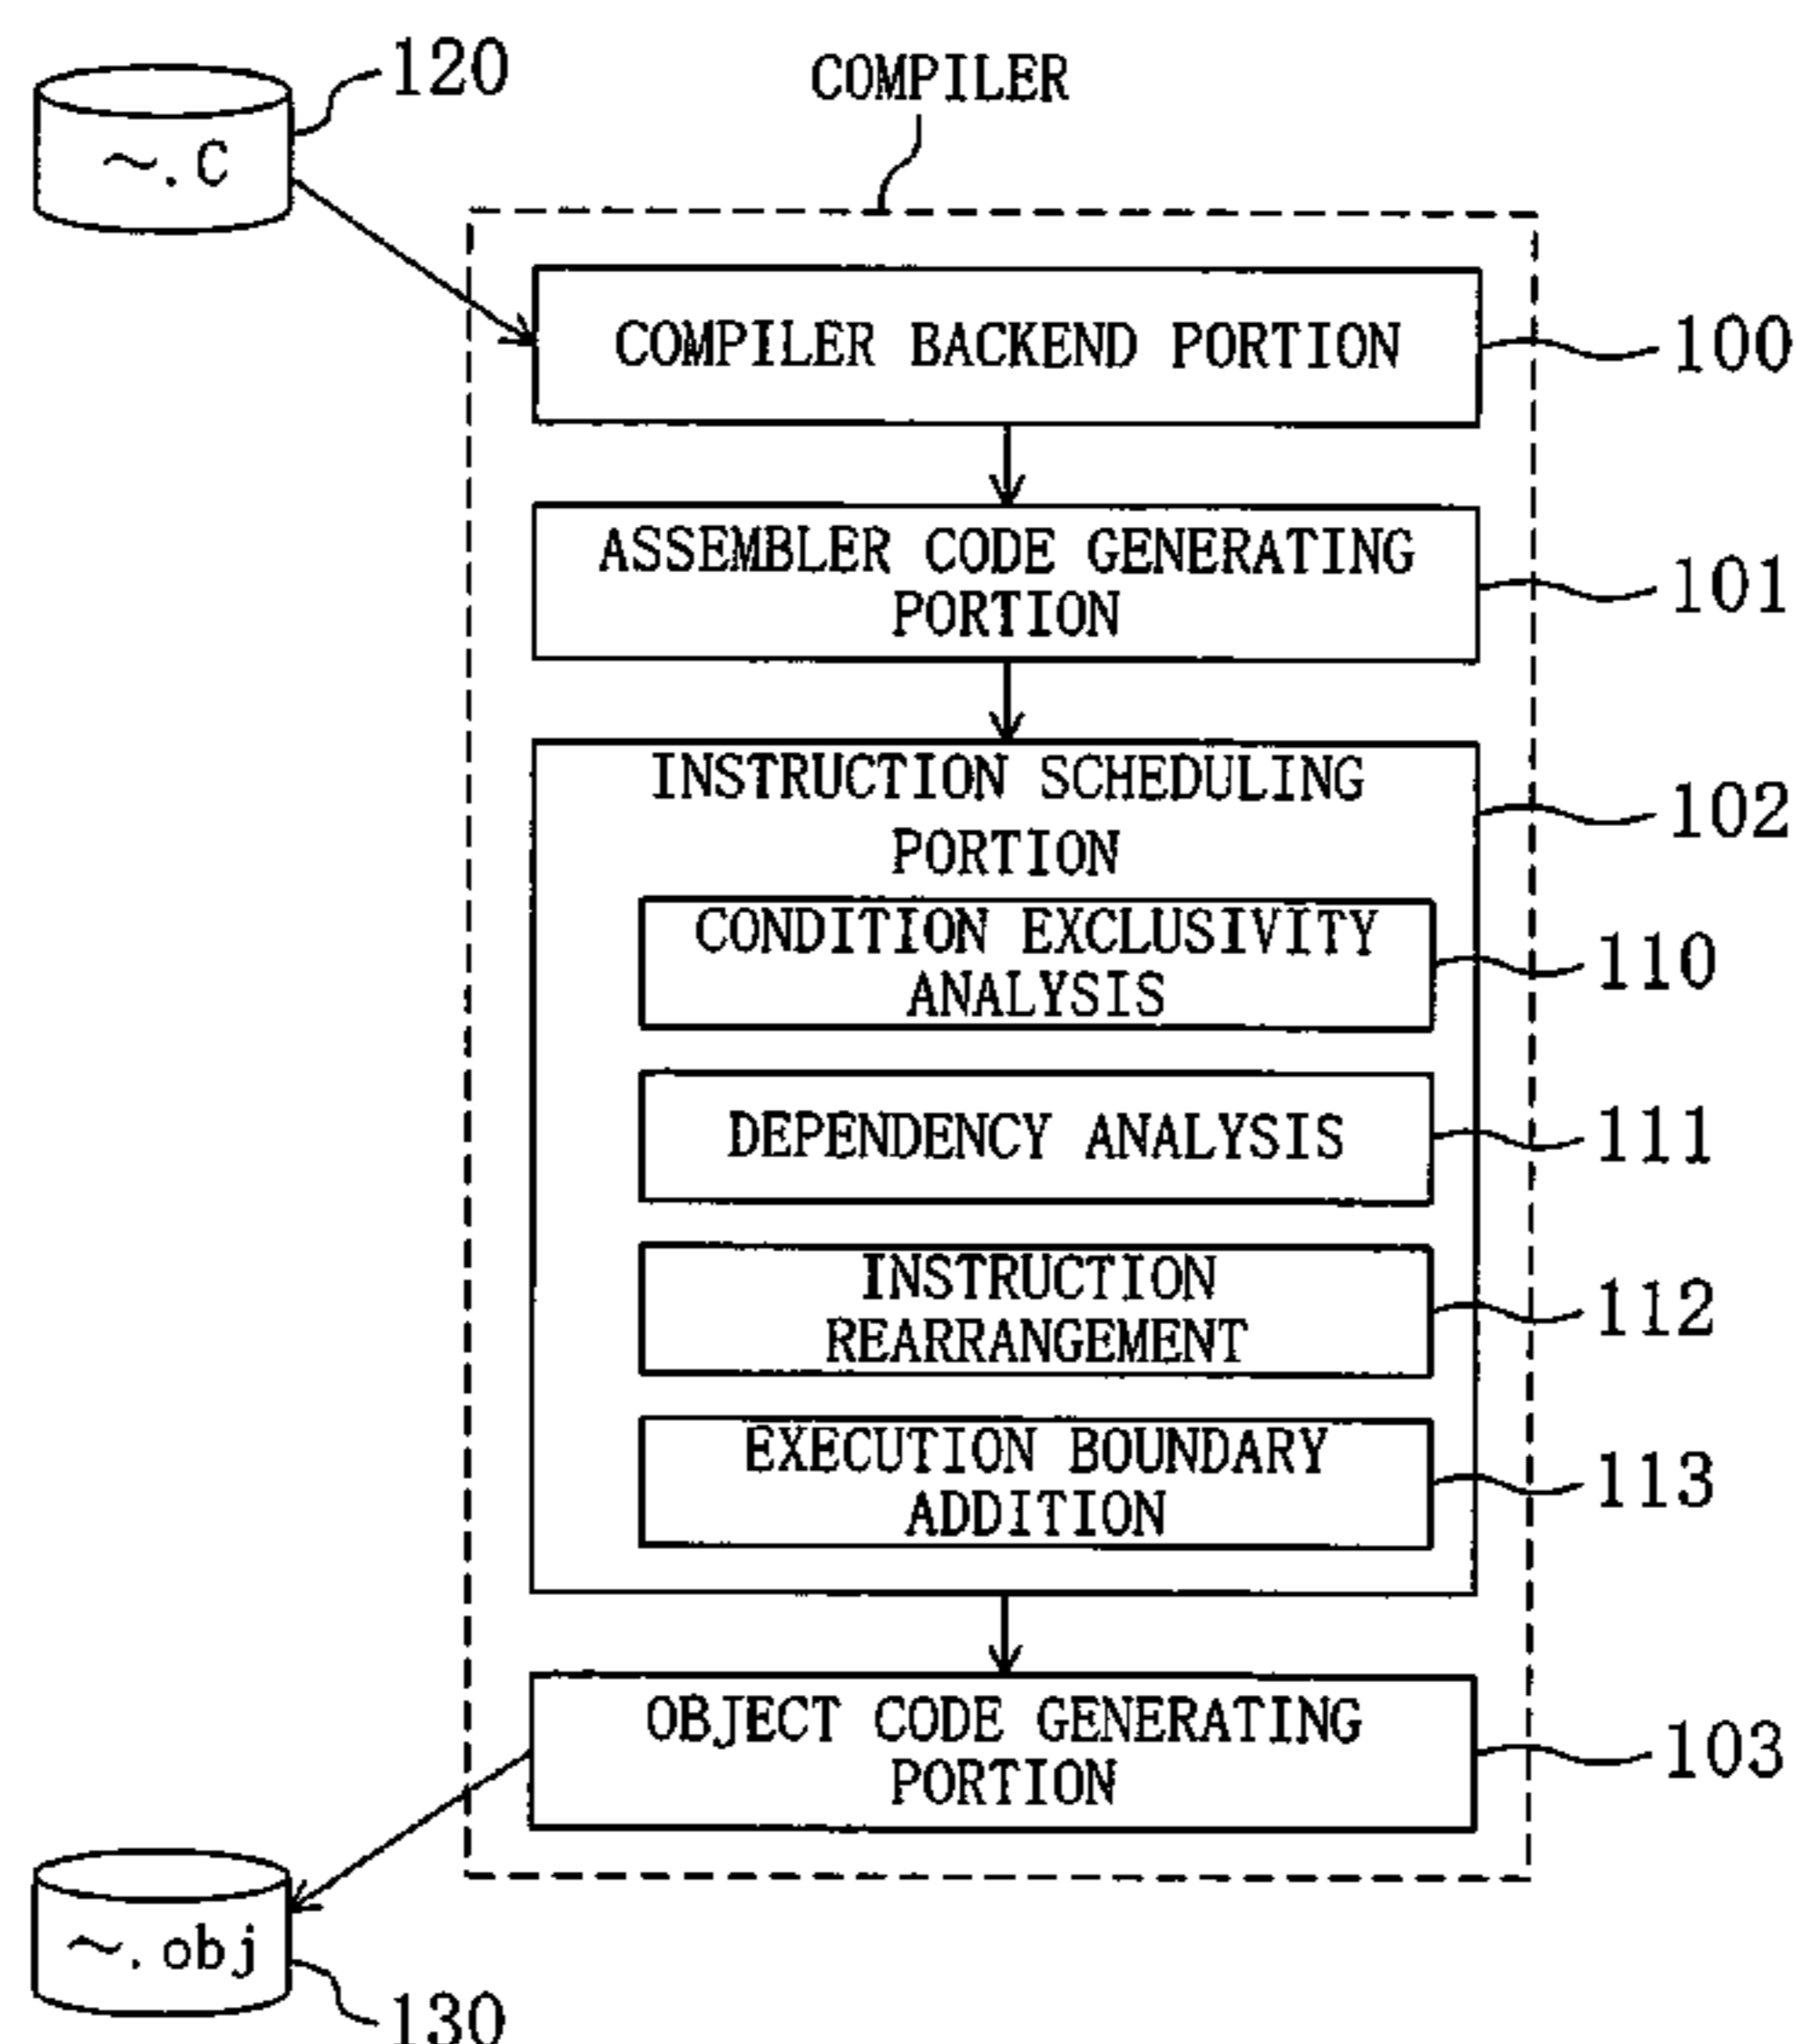 120
COMPILER
~.C
COMPILER BACKEND PORTION
100
ASSEMBLER CODE GENERATING
PORTION
101
INSTRUCTION SCHEDULING
PORTION
102
CONDITION EXCLUSIVITY
ANALYSIS
110
DEPENDENCY ANALYSIS
111
INSTRUCTION
REARRANGEMENT
112
EXECUTION BOUNDARY
ADDITION
113
OBJECT CODE GENERATING
PORTION
103
~.obj
130